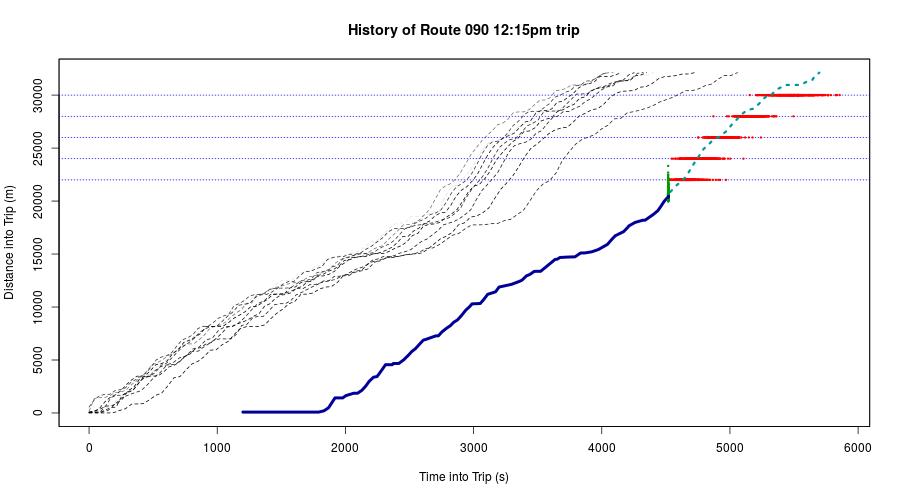 History of Route 090 12:15pm trip
Distance into Trip (m)
30000
25000
20000
15000
10000
5000
0
0 1000 2000 3000 4000 5000 6000
Time into Trip (s)